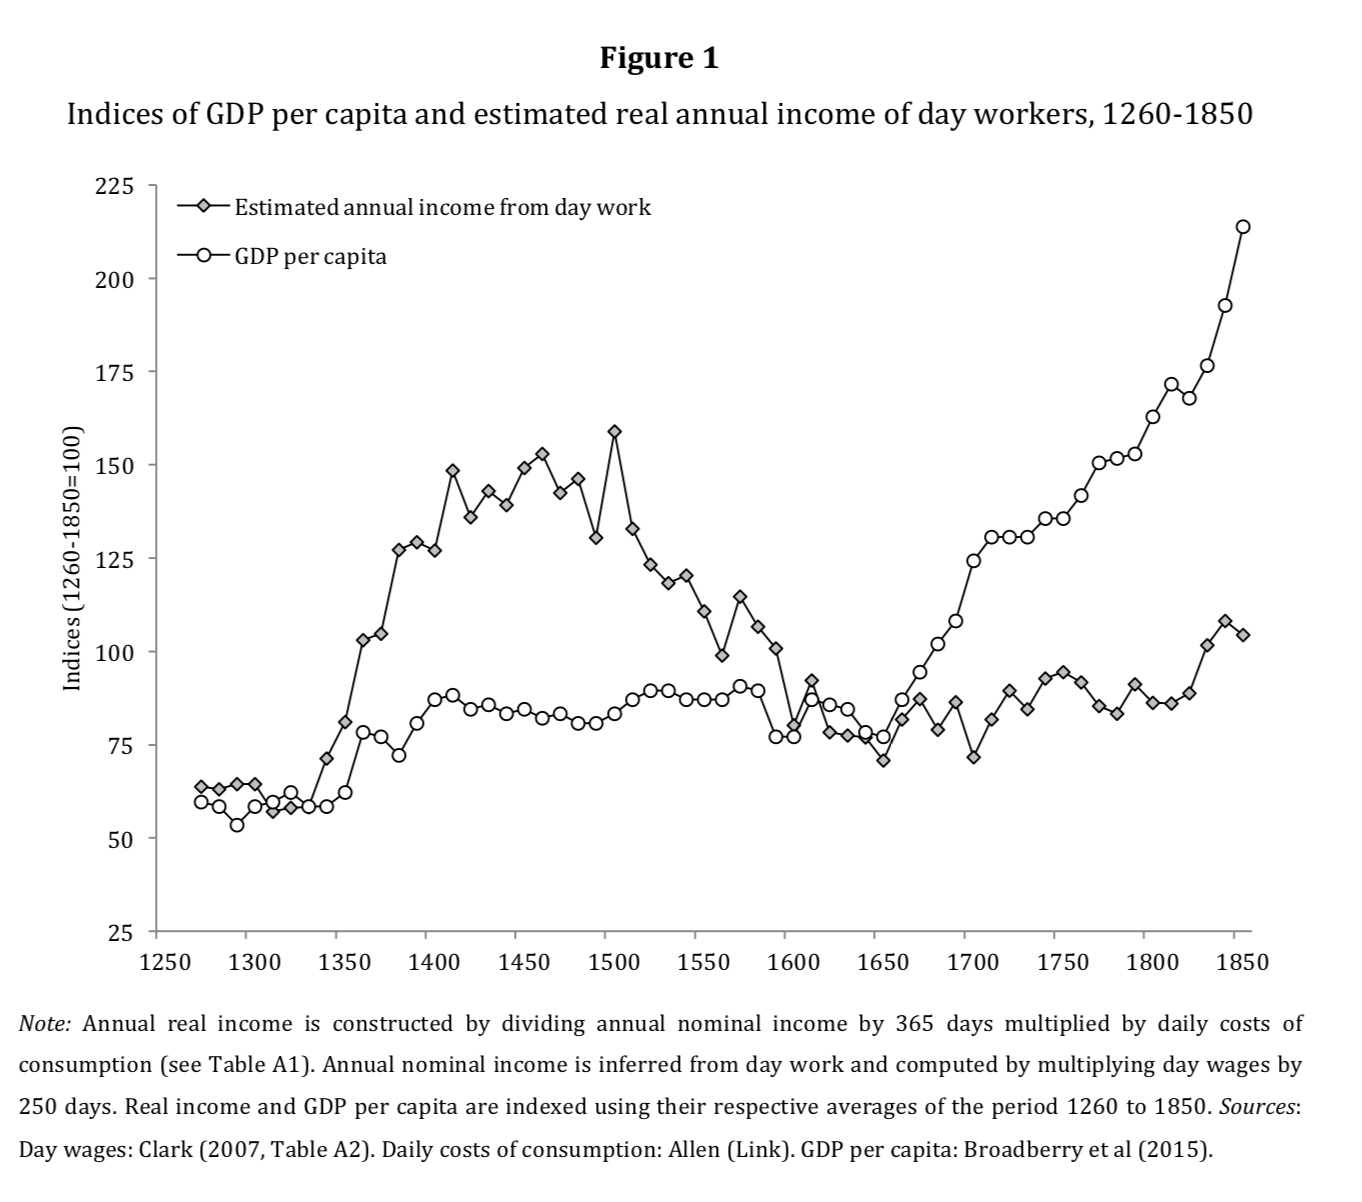 Figure 1
Indices of GDP per capita and estimated real annual income of day workers, 1260-1850
225
200
175
150
125
100
75
50
25
Indices (1260-1850=100)
Estimated annual income from day work
GDP per capita
1250 1300 1350 1400 1450 1500 1550 1600 1650 1700 1750 1800 1850
Note: Annual real income is constructed by dividing annual nominal income by 365 days multiplied by daily costs of
consumption (see Table A1). Annual nominal income is inferred from day work and computed by multiplying day wages by
250 days. Real income and GDP per capita are indexed using their respective averages of the period 1260 to 1850. Sources:
Day wages: Clark (2007, Table A2). Daily costs of consumption: Allen (Link). GDP per capita: Broadberry et al (2015).